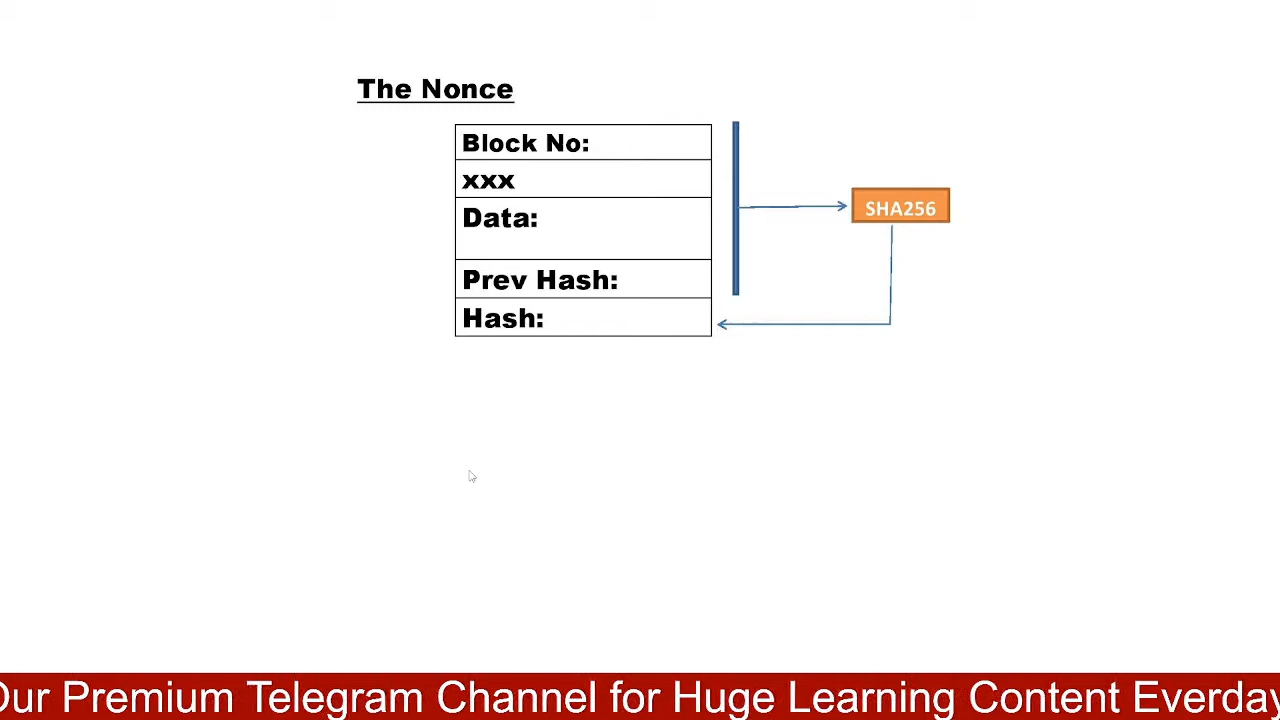 The Nonce
Block No:
xxx
Data:
Prev Hash:
Hash:
SHA256
Our Premium Telegram Channel for Huge Learning Content Everday